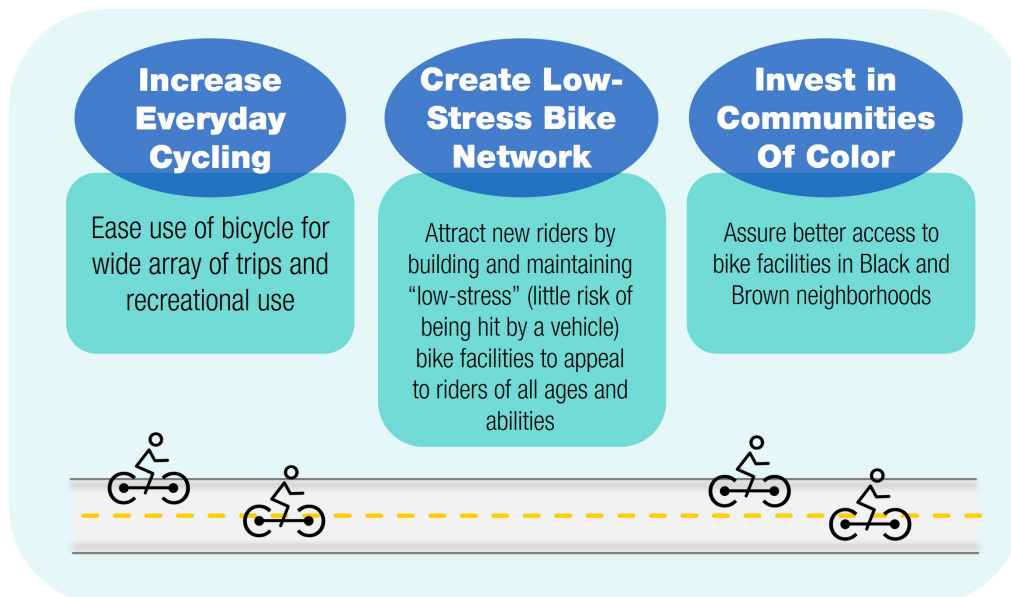 Increase
Everyday
Cycling
Ease use of bicycle for
wide array of trips and
recreational use
Create Low-
Stress Bike
Network
Attract new riders by
building and maintaining
“low-stress” (little risk of
being hit by a vehicle)
bike facilities to appeal
to riders of all ages and
abilities
Invest in
Communities
Of Color
Assure better access to
bike facilities in Black and
Brown neighborhoods